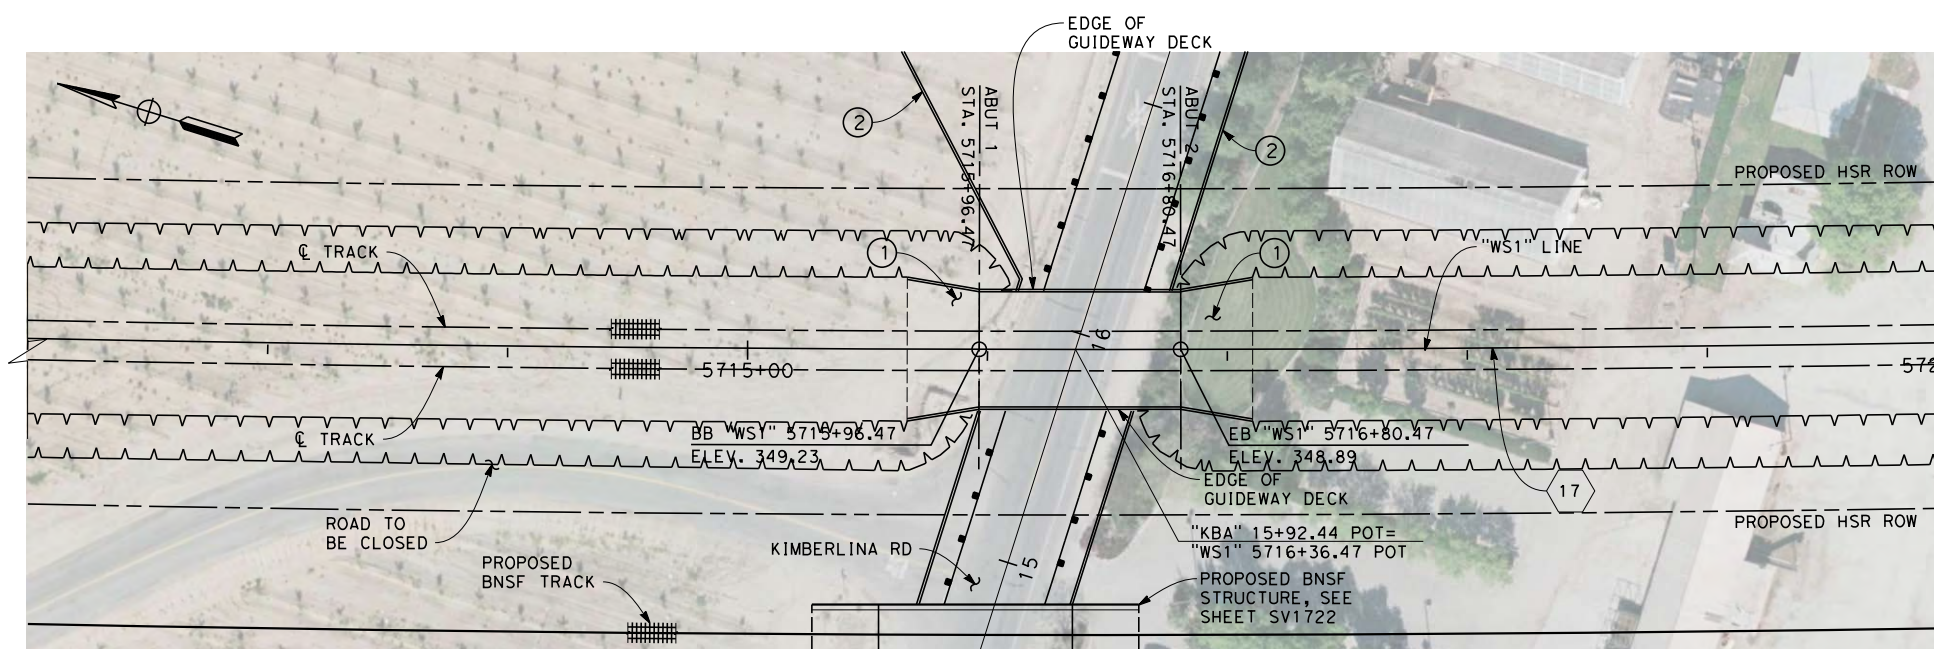 EDGE OF
GUIDEWAY DECK
2
ABUT 1
STA. 5715+96.47
ABUT 2
STA. 5716+80.47
2
PROPOSED HSR ROW
℄ TRACK
1
1
"WS1" LINE
16
5715+00
℄ TRACK
BB "WS1" 5715+96.47
ELEV. 349.23
EB "WS1" 5716+80.47
ELEV. 348.89
EDGE OF
GUIDEWAY DECK
17
ROAD TO
BE CLOSED
PROPOSED HSR ROW
"KBA" 15+92.44 POT=
"WS1" 5716+36.47 POT
KIMBERLINA RD
15
PROPOSED
BNSF TRACK
PROPOSED BNSF
STRUCTURE, SEE
SHEET SV1722